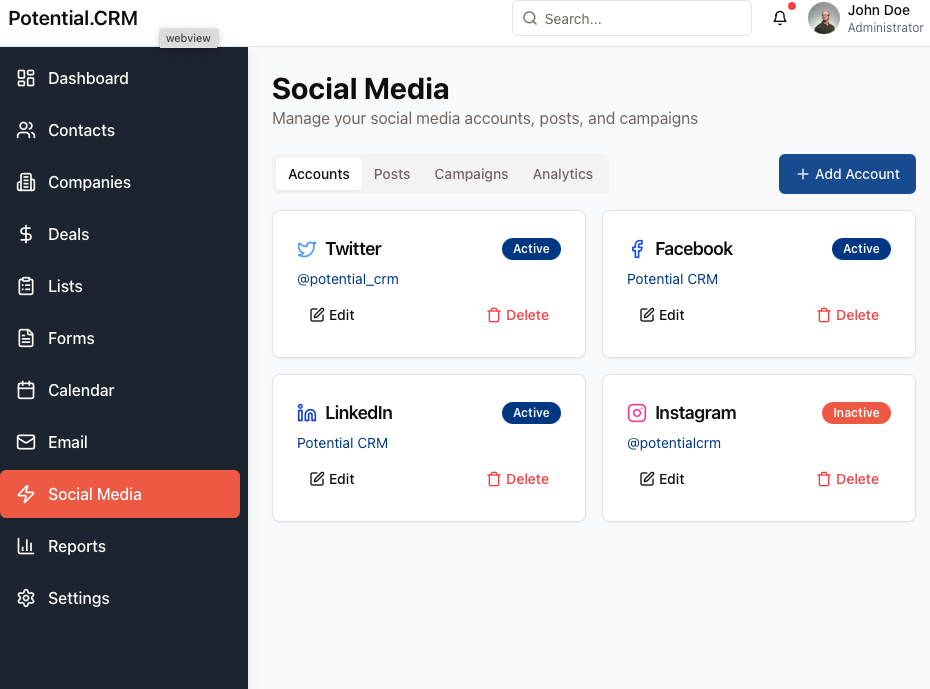 Potential.CRM
webview
Search...
John Doe
Administrator
Dashboard
Contacts
Companies
Deals
Lists
Forms
Calendar
Email
Social Media
Reports
Settings
Social Media
Manage your social media accounts, posts, and campaigns
Accounts Posts Campaigns Analytics
+ Add Account
Twitter Active
@potential_crm
Edit Delete
Facebook Active
Potential CRM
Edit Delete
LinkedIn Active
Potential CRM
Edit Delete
Instagram Inactive
@potentialcrm
Edit Delete